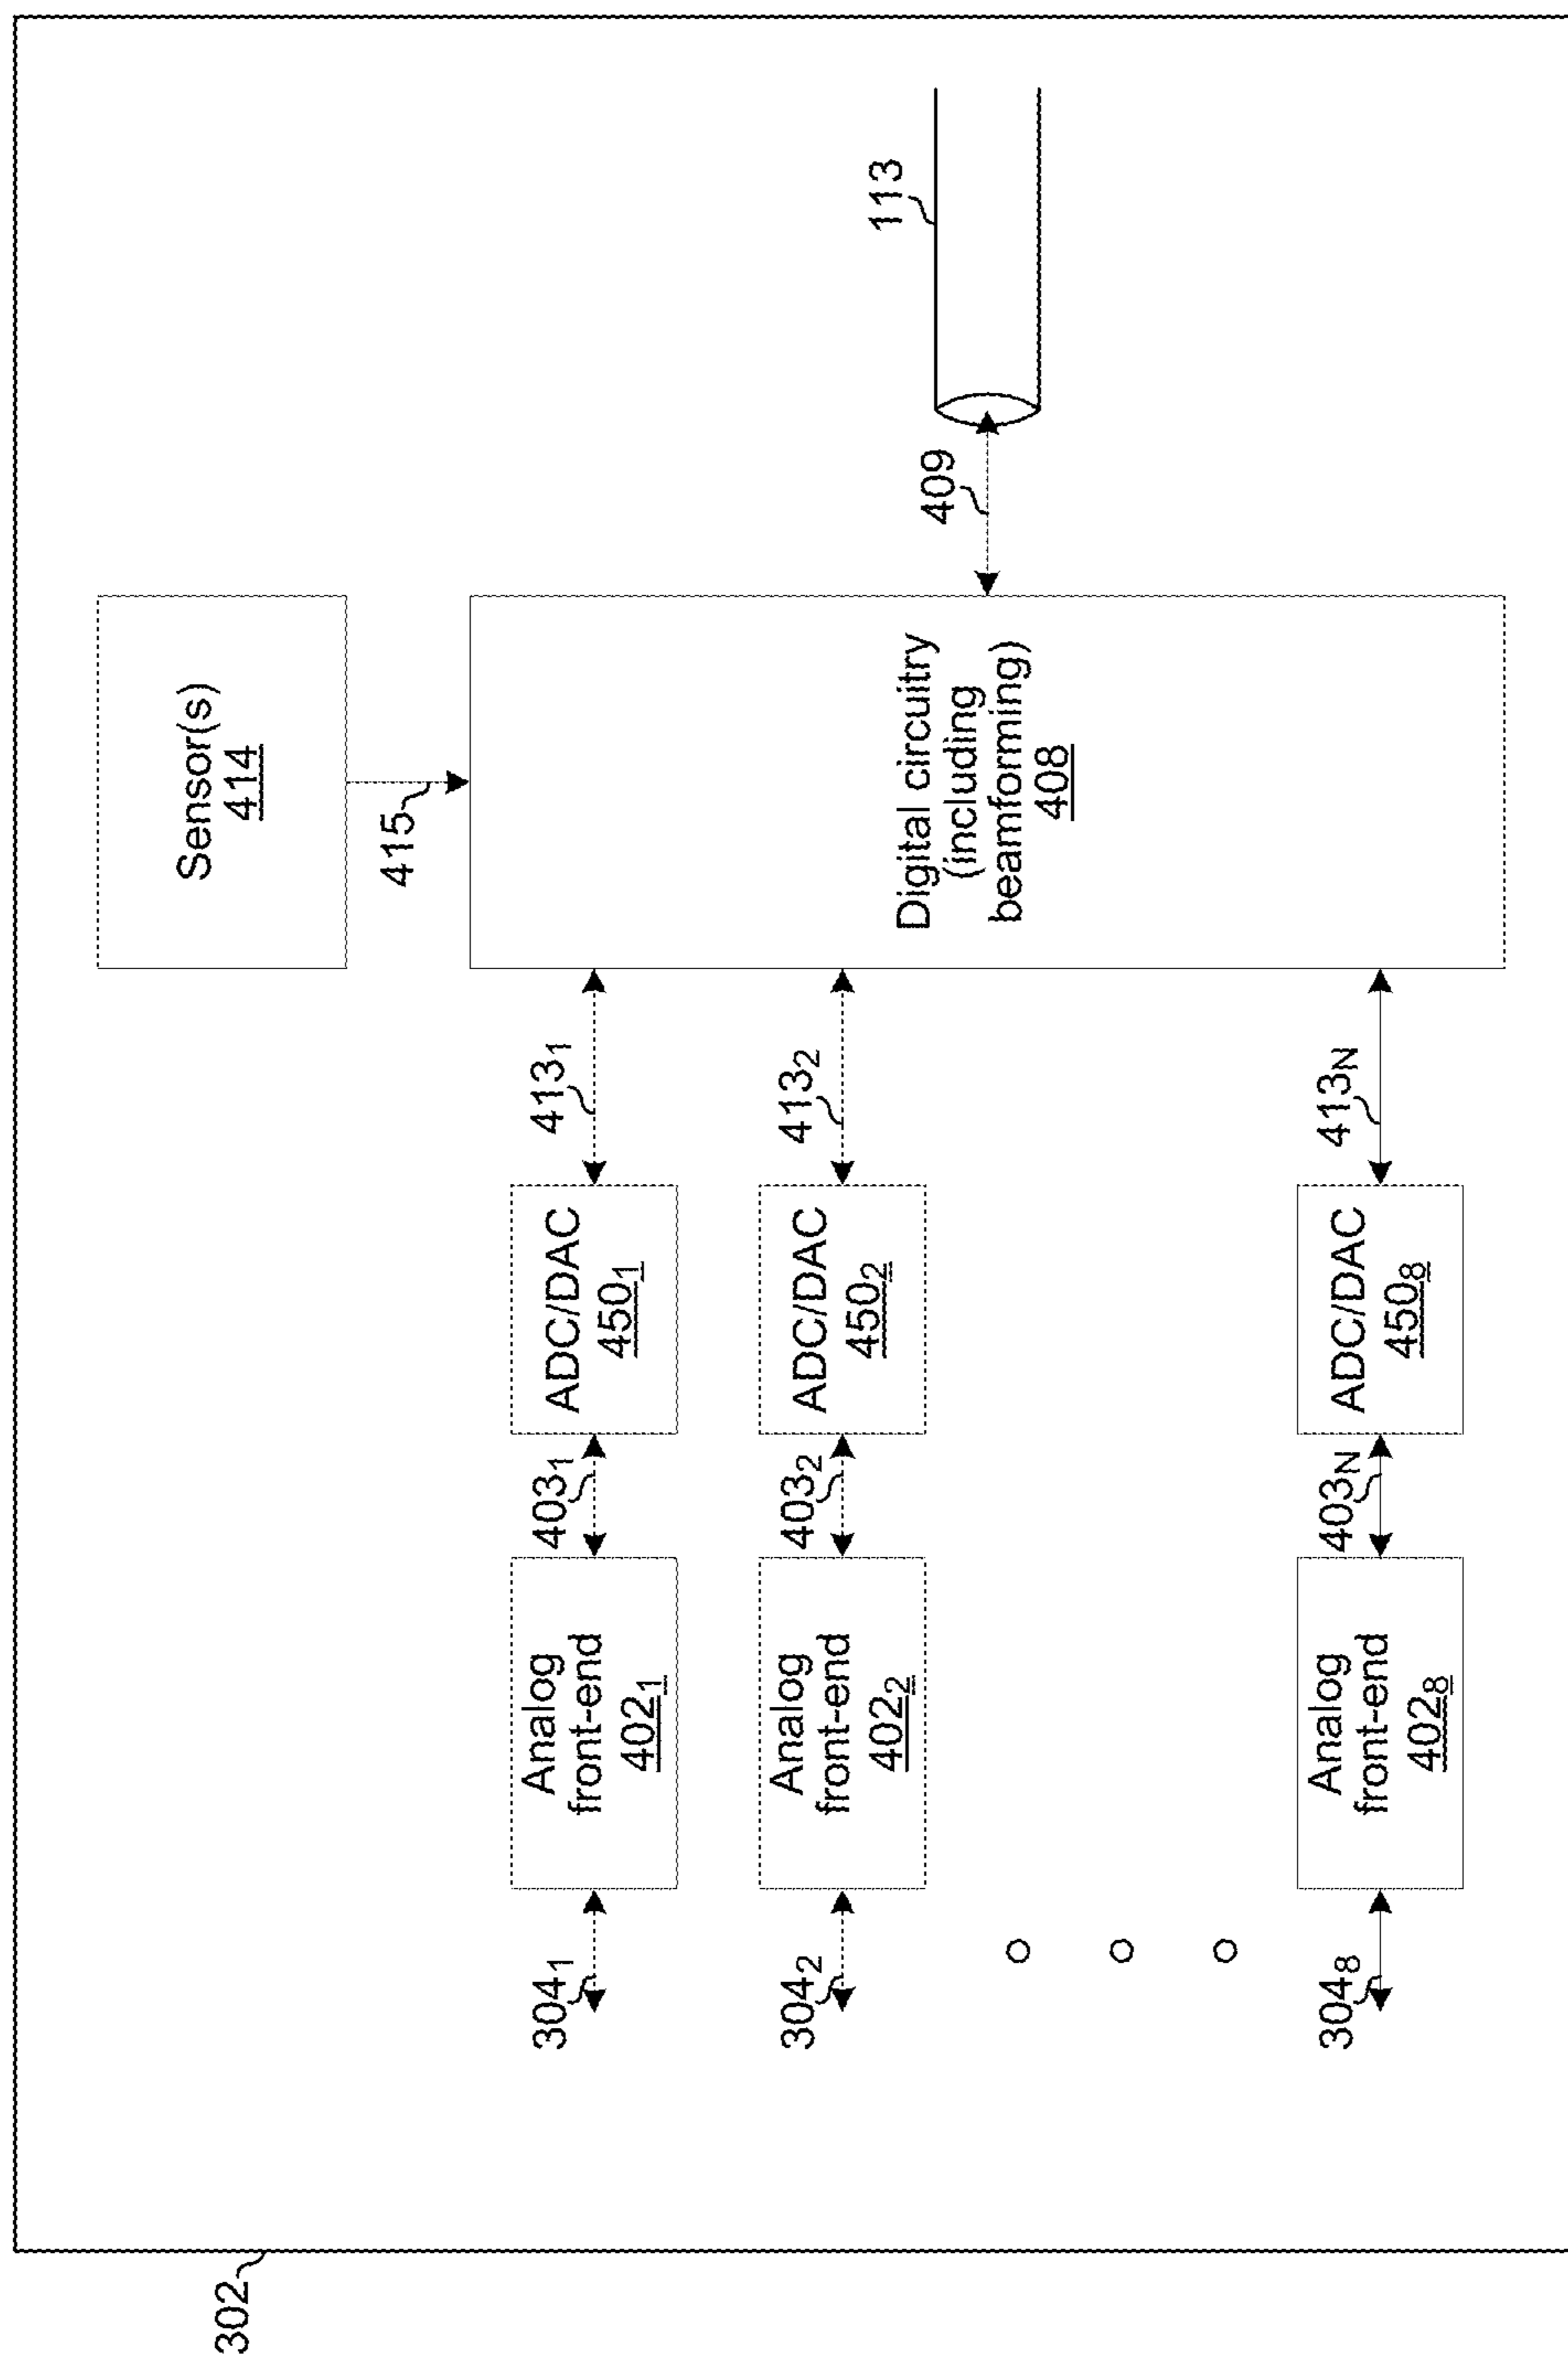 302
Sensor(s)
414
415
Digital circuitry
(including
beamforming)
408
409
113
304₁
Analog
front-end
402₁
403₁
ADC/DAC
450₁
413₁
304₂
Analog
front-end
402₂
403₂
ADC/DAC
450₂
413₂
304₈
Analog
front-end
402₈
403N
ADC/DAC
450₈
413N